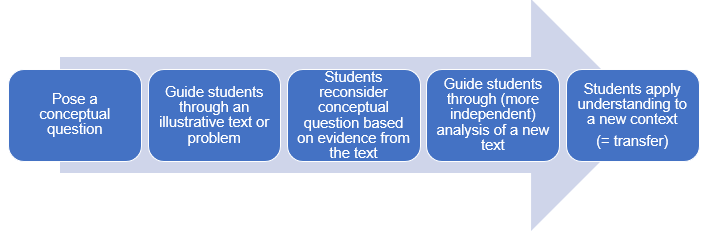 Pose a
conceptual
question
Guide students
through an
illustrative text or
problem
Students
reconsider
conceptual
question based
on evidence from
the text
Guide students
through (more
independent)
analysis of a new
text
Students apply
understanding to
a new context
(= transfer)